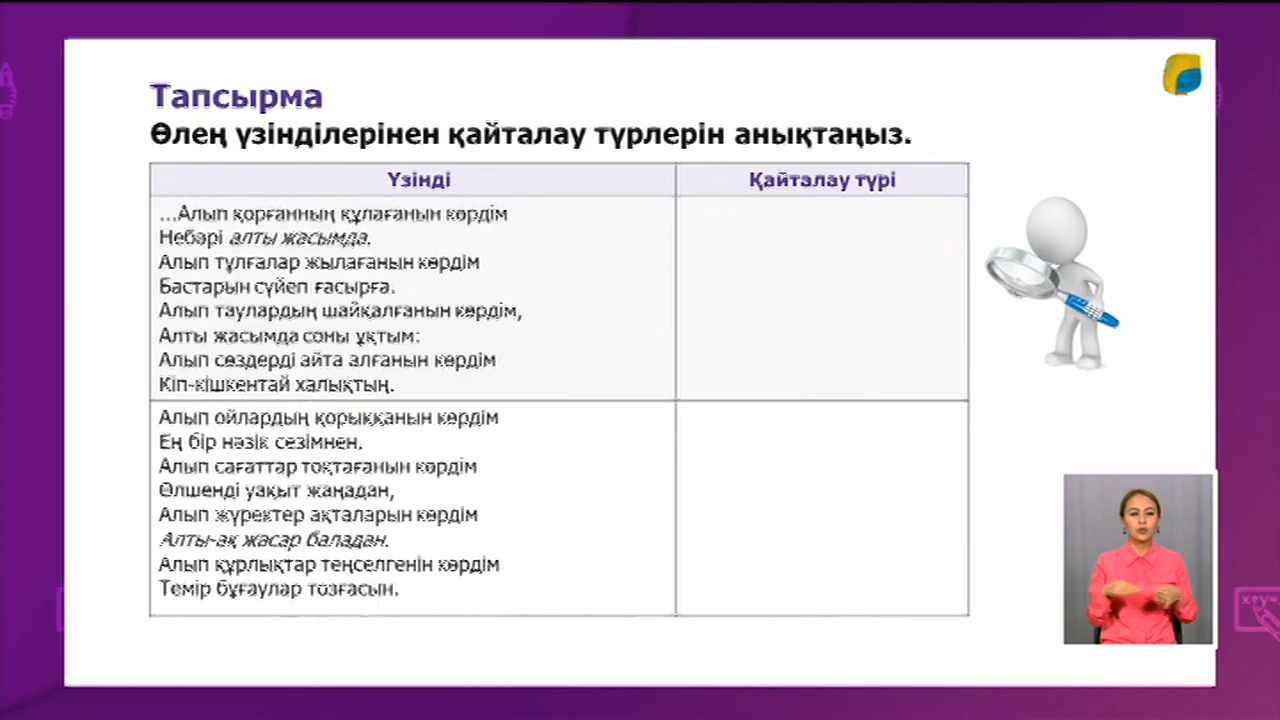 Тапсырма
Өлең үзінділерінен қайталау түрлерін анықтаңыз.
Үзінді
Қайталау түрі
...Алып қорғанның құлағанын көрдім
Небәрі алты жасымда.
Алып тұлғалар жылағанын көрдім
Бастарын сүйеп ғасырға.
Алып таулардың шайқалғанын көрдім,
Алты жасымда соны ұқтым:
Алып сөздерді айта алғанын көрдім
Кіп-кішкентай халықтың.
Алып ойлардың қорыққанын көрдім
Ең бір нәзік сезімнен.
Алып сағаттар тоқтағанын көрдім
Өлшенді уақыт жаңадан,
Алып жүректер ақталарын көрдім
Алты-ақ жасар баладан.
Алып құрлықтар теңселгенін көрдім
Темір бұғаулар тозғасын.
x+y=